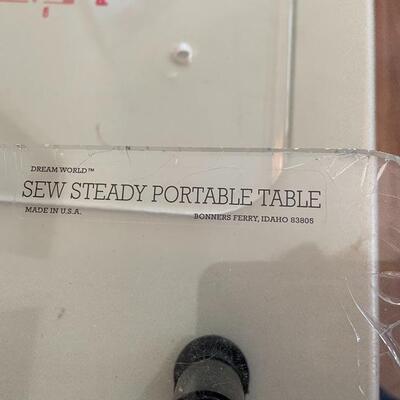 DREAM WORLD™
SEW STEADY PORTABLE TABLE
MADE IN U.S.A.
BONNERS FERRY, IDAHO 83805